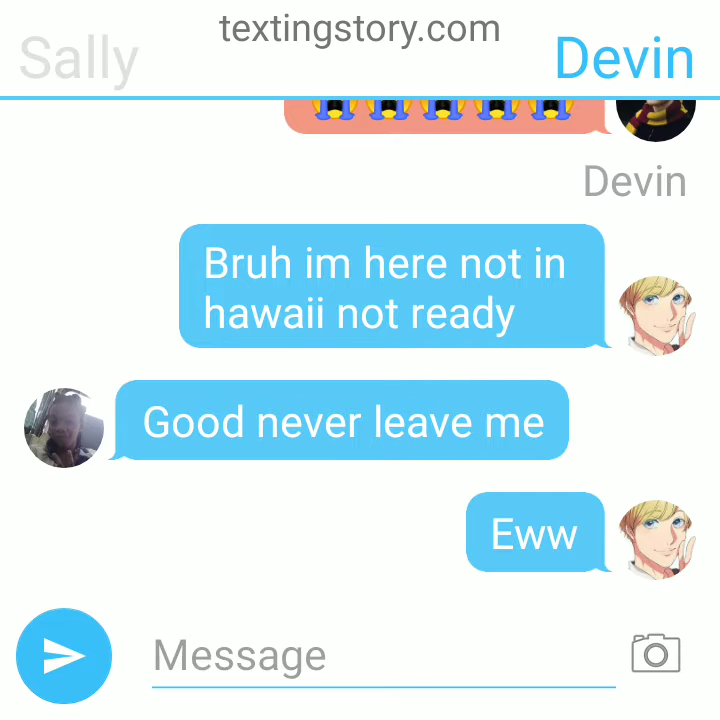 textingstory.com
Sally
Devin
Devin
Bruh im here not in
hawaii not ready
Good never leave me
Eww
Message